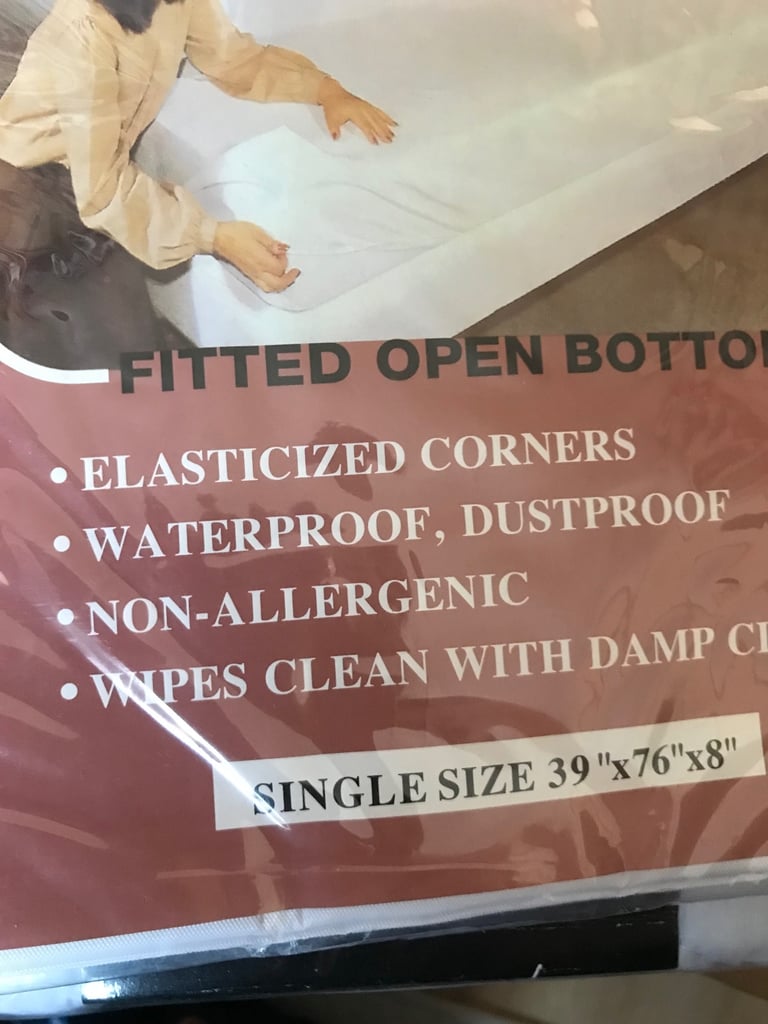 FITTED OPEN BOTTO
• ELASTICIZED CORNERS
• WATERPROOF, DUSTPROOF
• NON-ALLERGENIC
• WIPES CLEAN WITH DAMP
SINGLE SIZE 39"x76"x8"